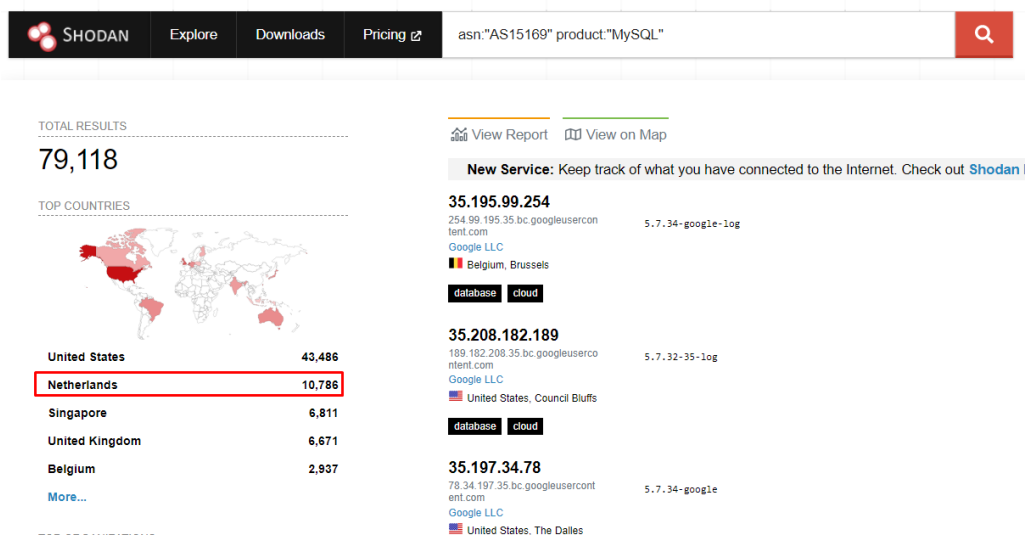 SHODAN Explore Downloads Pricing asn:"AS15169" product:"MySQL"
TOTAL RESULTS
79,118
TOP COUNTRIES
United States 43,486
Netherlands 10,786
Singapore 6,811
United Kingdom 6,671
Belgium 2,937
More...
View Report View on Map
New Service: Keep track of what you have connected to the Internet. Check out Shodan
35.195.99.254
254.99.195.35.bc.googleusercon
tent.com
Google LLC
Belgium, Brussels
database cloud
5.7.34-google-log
35.208.182.189
189.182.208.35.bc.googleuserco
ntent.com
Google LLC
United States, Council Bluffs
database cloud
5.7.32-35-log
35.197.34.78
78.34.197.35.bc.googleusercont
ent.com
Google LLC
United States, The Dalles
5.7.34-google